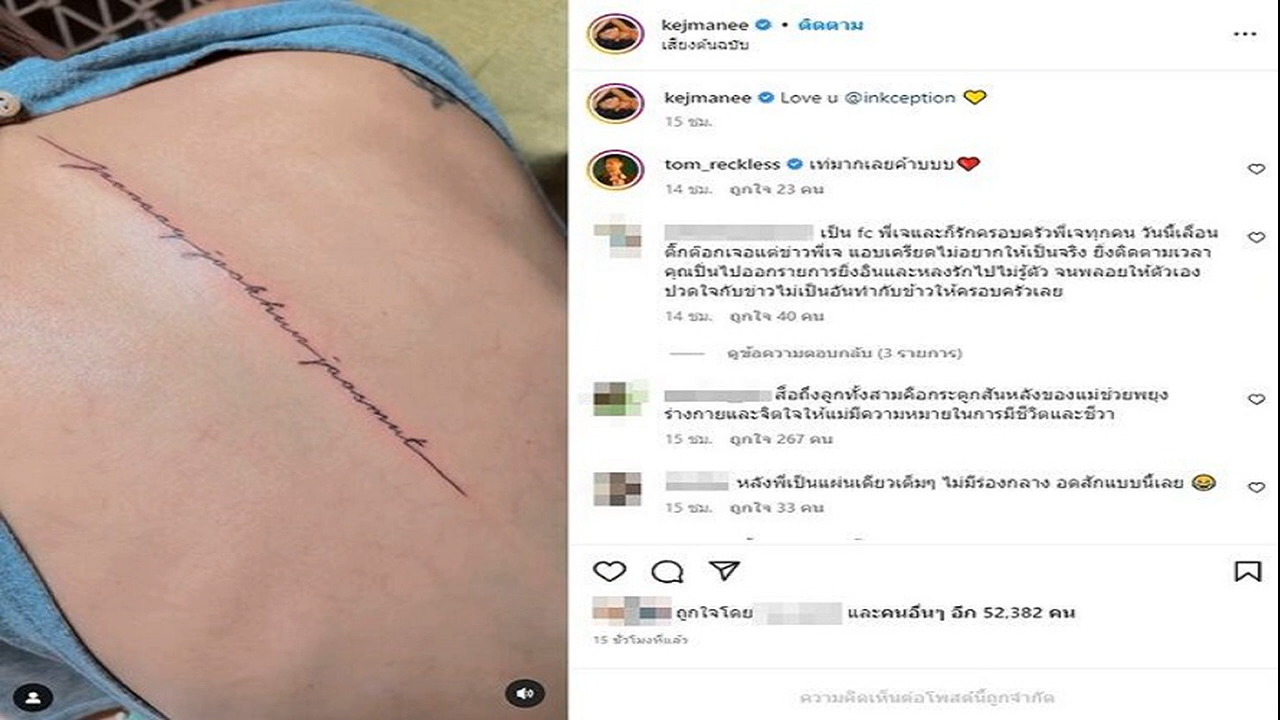 kejmanee • ติดตาม
เสียงต้นฉบับ
kejmanee Love u @inkception
15 ชม.
tom_reckless เท่มากเลยค้าบบบ
14 ชม. ถูกใจ 23 คน
เป็น fc พี่เจและก็รักครอบครัวพี่เจทุกคน วันนี้เลื่อน
ติ๊กต๊อกเจอแต่ข่าวพี่เจ แอบเครียดไม่อยากให้เป็นจริง ยิ่งติดตามเวลา
คุณปิ่นไปออกรายการยิ่งอินและหลงรักไปไม่รู้ตัว จนพลอยให้ตัวเอง
ปวดใจกับข่าวไม่เป็นอันทำกับข้าวให้ครอบครัวเลย
14 ชม. ถูกใจ 40 คน
ดูข้อความตอบกลับ (3 รายการ)
สื่อถึงลูกทั้งสามคือกระดูกสันหลังของแม่ช่วยพยุง
ร่างกายและจิตใจให้แม่มีความหมายในการมีชีวิตและชีวา
15 ชม. ถูกใจ 267 คน
หลังพี่เป็นแผ่นเดียวเต็มๆ ไม่มีร่องกลาง อดสักแบบนี้เลย
15 ชม. ถูกใจ 33 คน
ถูกใจโดย และคนอื่นๆ อีก 52,382 คน
15 ชั่วโมงที่แล้ว
ความคิดเห็นต่อโพสต์นี้ถูกจำกัด